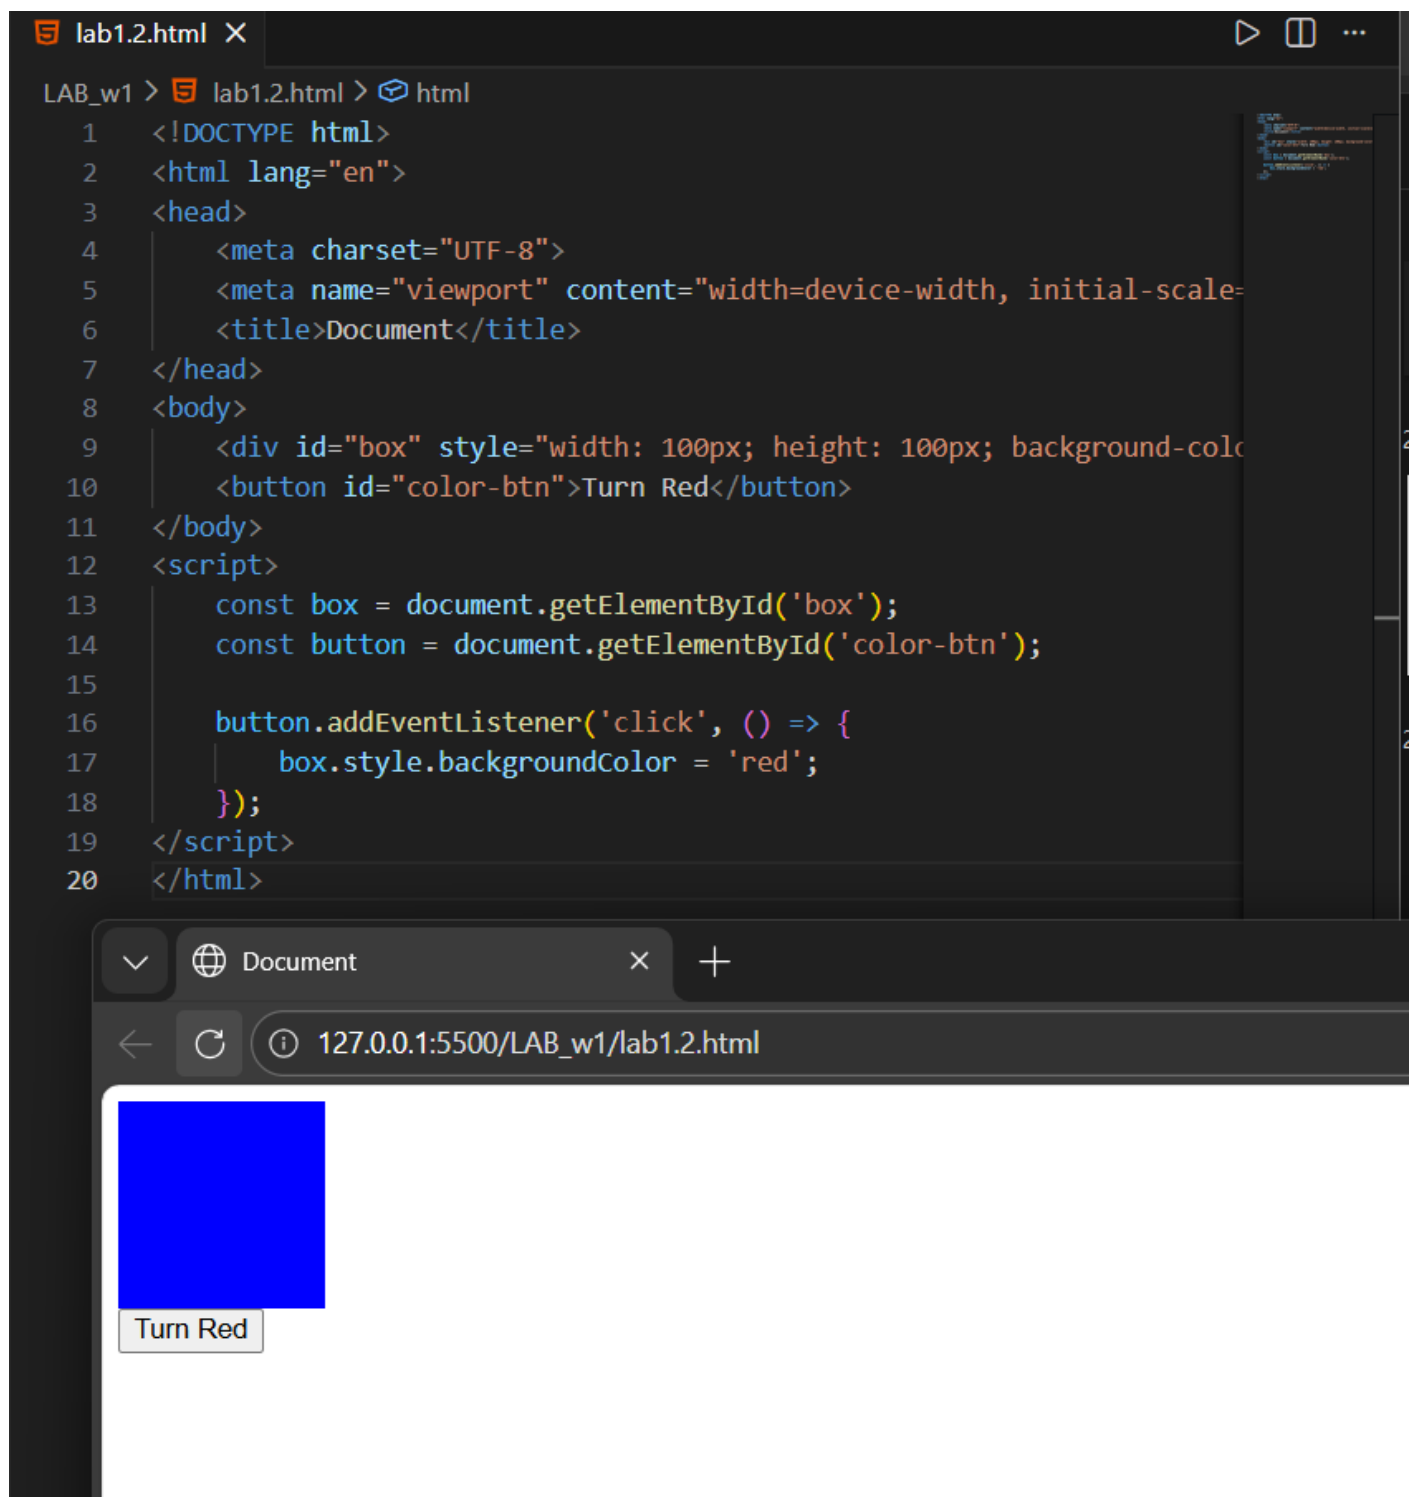 lab1.2.html
LAB_w1 > lab1.2.html > html
1 <!DOCTYPE html>
2 <html lang="en">
3 <head>
4 <meta charset="UTF-8">
5 <meta name="viewport" content="width=device-width, initial-scale=
6 <title>Document</title>
7 </head>
8 <body>
9 <div id="box" style="width: 100px; height: 100px; background-colo
10 <button id="color-btn">Turn Red</button>
11 </body>
12 <script>
13 const box = document.getElementById('box');
14 const button = document.getElementById('color-btn');
15
16 button.addEventListener('click', () => {
17 box.style.backgroundColor = 'red';
18 });
19 </script>
20 </html>
Document
127.0.0.1:5500/LAB_w1/lab1.2.html
Turn Red